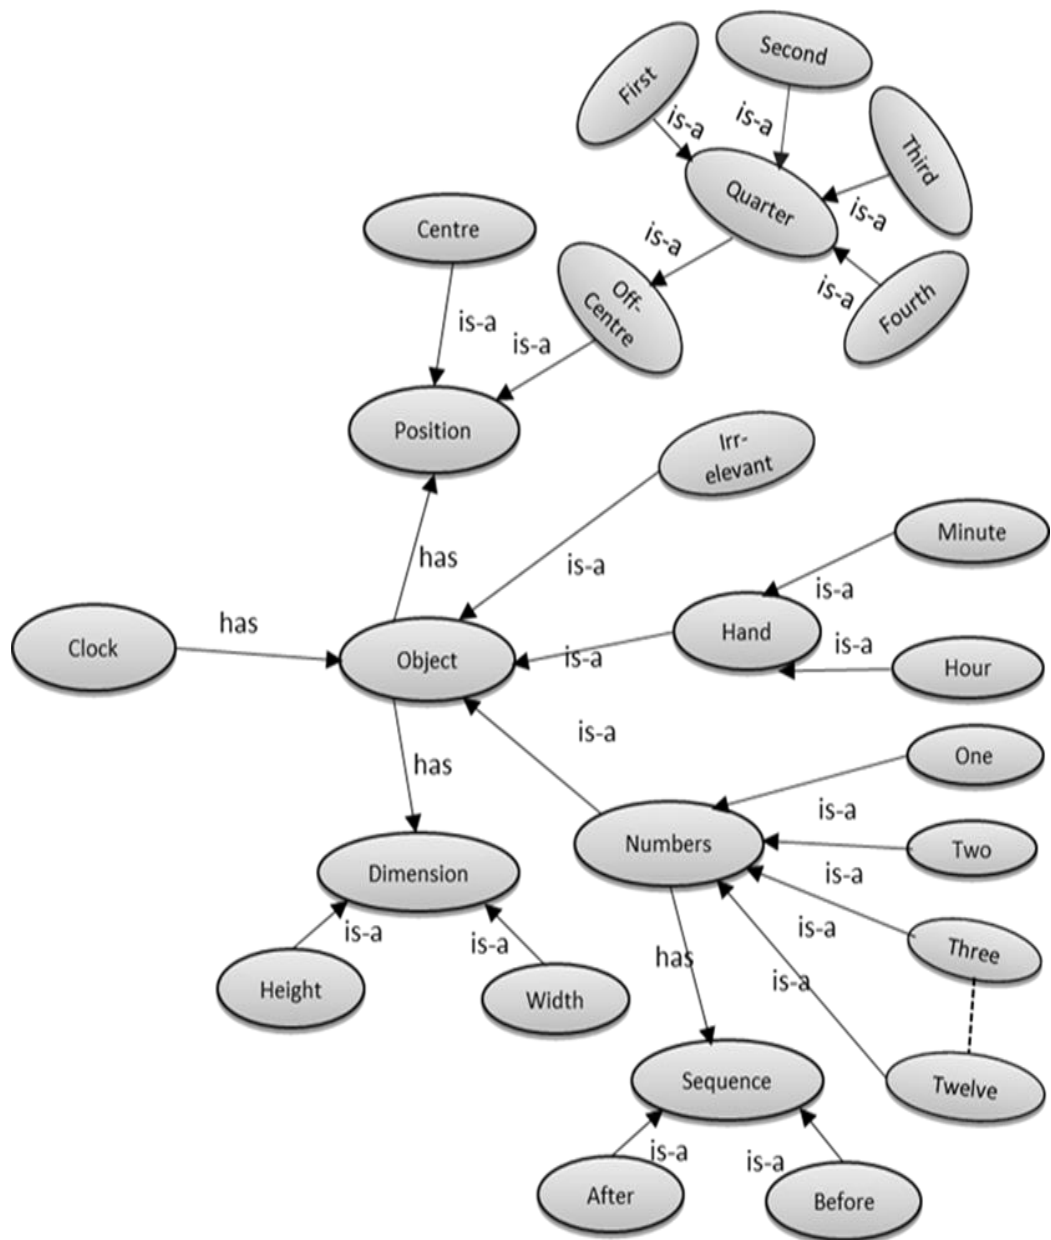 Second
First
is-a
is-a
Third
Quarter
is-a
Centre
is-a
Off-
Centre
is-a
Fourth
is-a
is-a
Position
Irr-
elevant
Minute
has
is-a
is-a
has
Clock
Object
Hand
is-a
is-a
Hour
is-a
One
has
is-a
Numbers
Two
Dimension
is-a
is-a
is-a
is-a
Three
has
is-a
Height
Width
Sequence
Twelve
is-a
is-a
After
Before